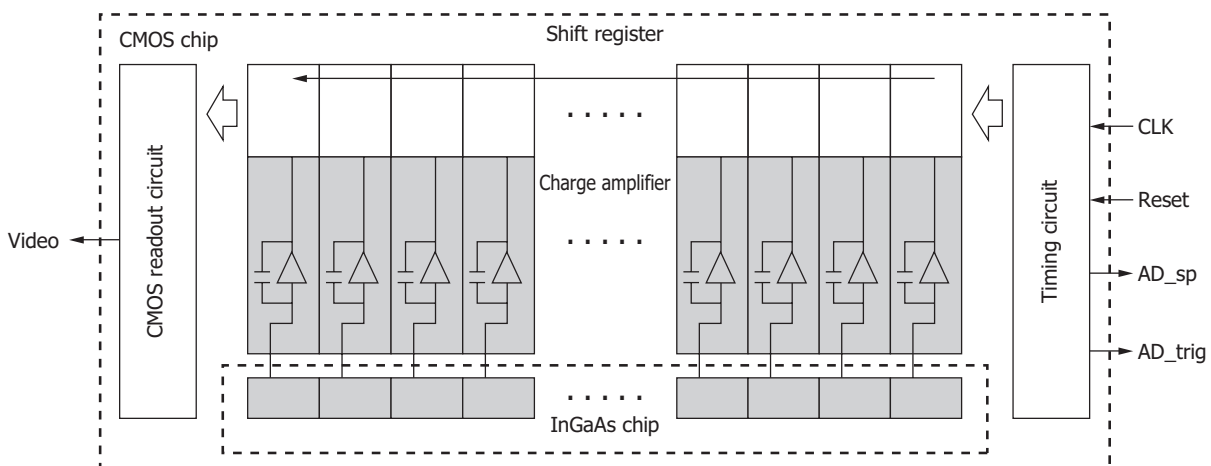 CMOS chip
Shift register
CMOS readout circuit
Charge amplifier
Timing circuit
CLK
Reset
AD_sp
AD_trig
Video
InGaAs chip